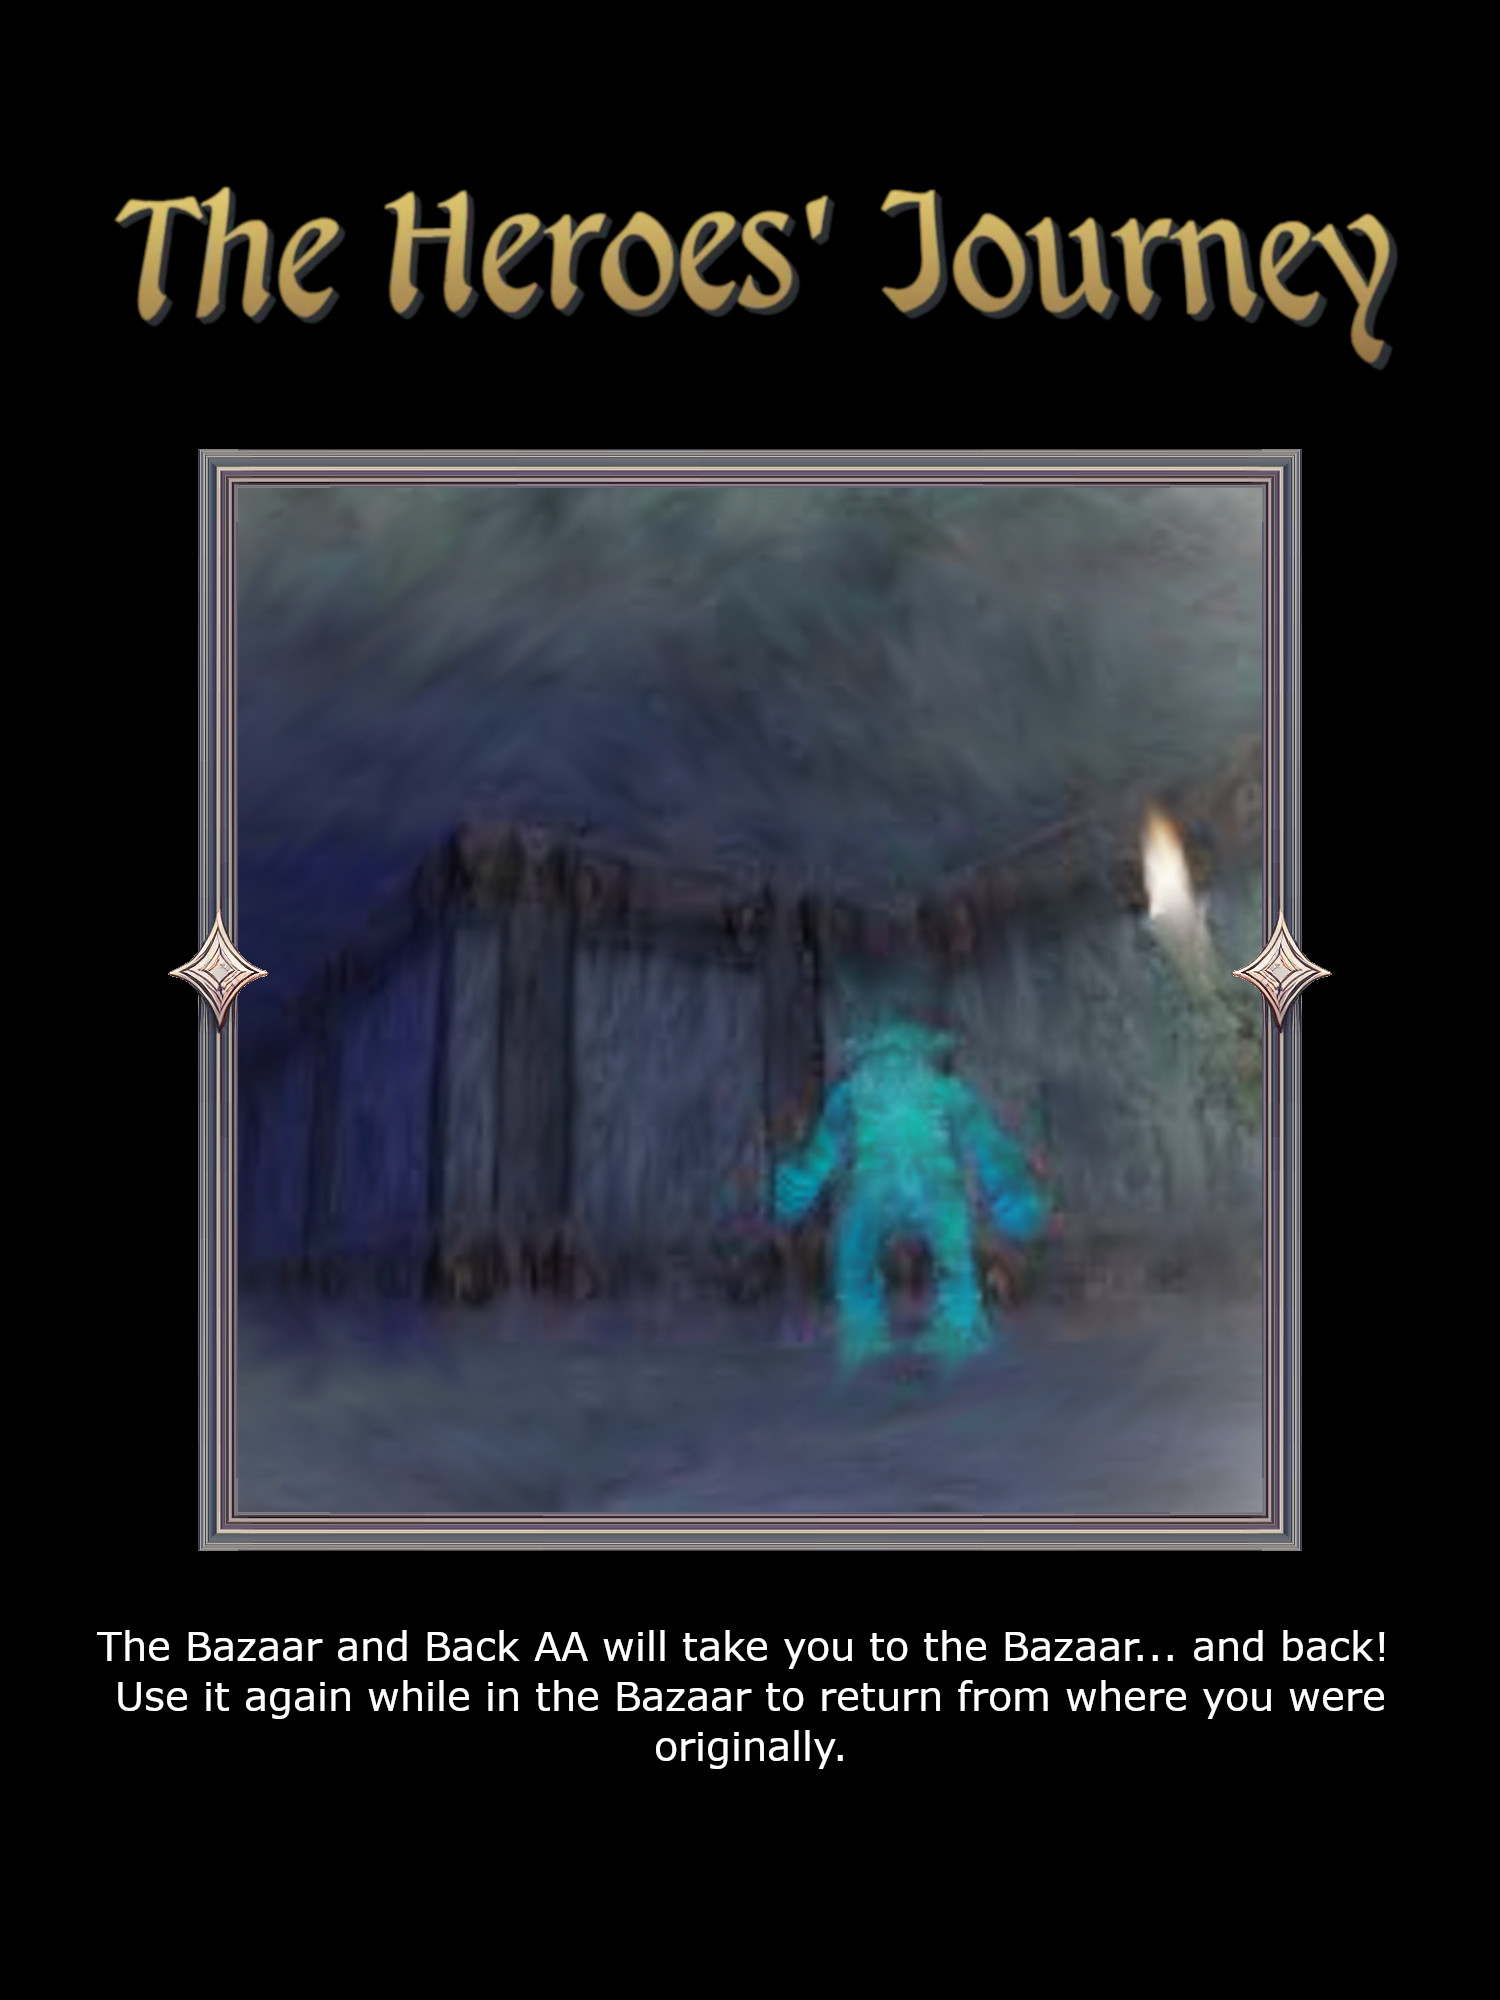 The Heroes' Journey
The Bazaar and Back AA will take you to the Bazaar... and back!
Use it again while in the Bazaar to return from where you were
originally.